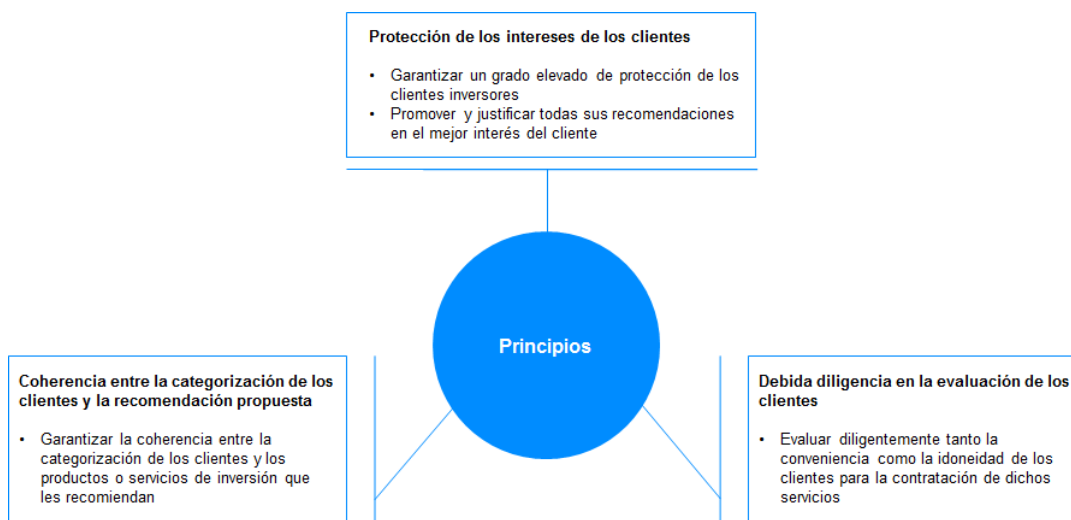 Protección de los intereses de los clientes
• Garantizar un grado elevado de protección de los
clientes inversores
• Promover y justificar todas sus recomendaciones
en el mejor interés del cliente
Principios
Coherencia entre la categorización de los
clientes y la recomendación propuesta
• Garantizar la coherencia entre la
categorización de los clientes y los
productos o servicios de inversión que
les recomiendan
Debida diligencia en la evaluación de los
clientes
• Evaluar diligentemente tanto la
conveniencia como la idoneidad de los
clientes para la contratación de dichos
servicios